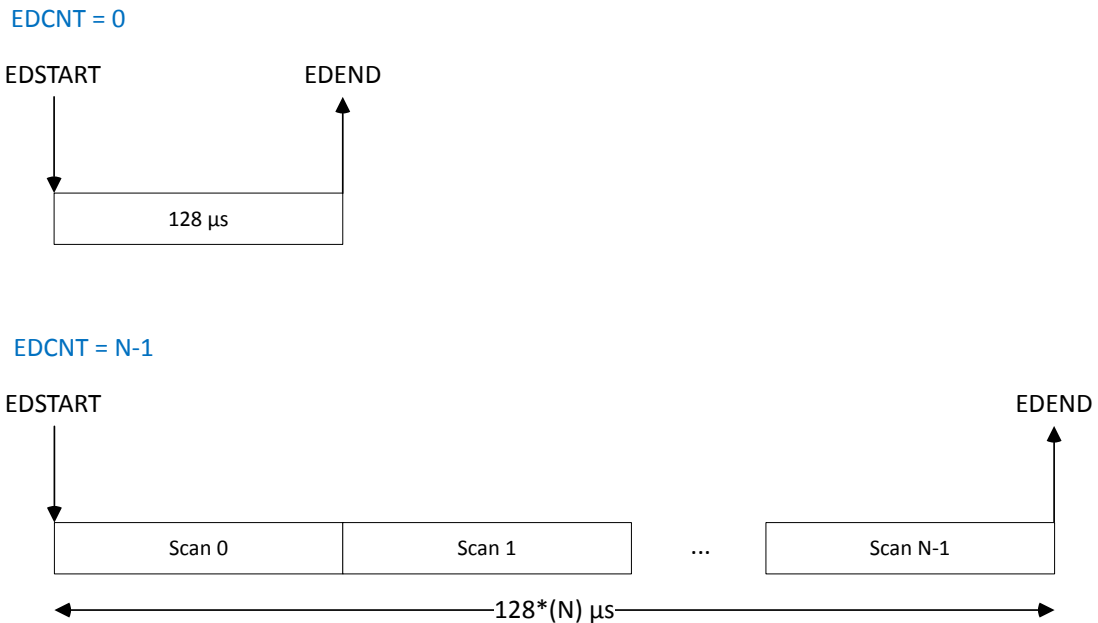 EDCNT = 0
EDSTART EDEND
128 µs
EDCNT = N-1
EDSTART EDEND
Scan 0 Scan 1 ... Scan N-1
128*(N) µs